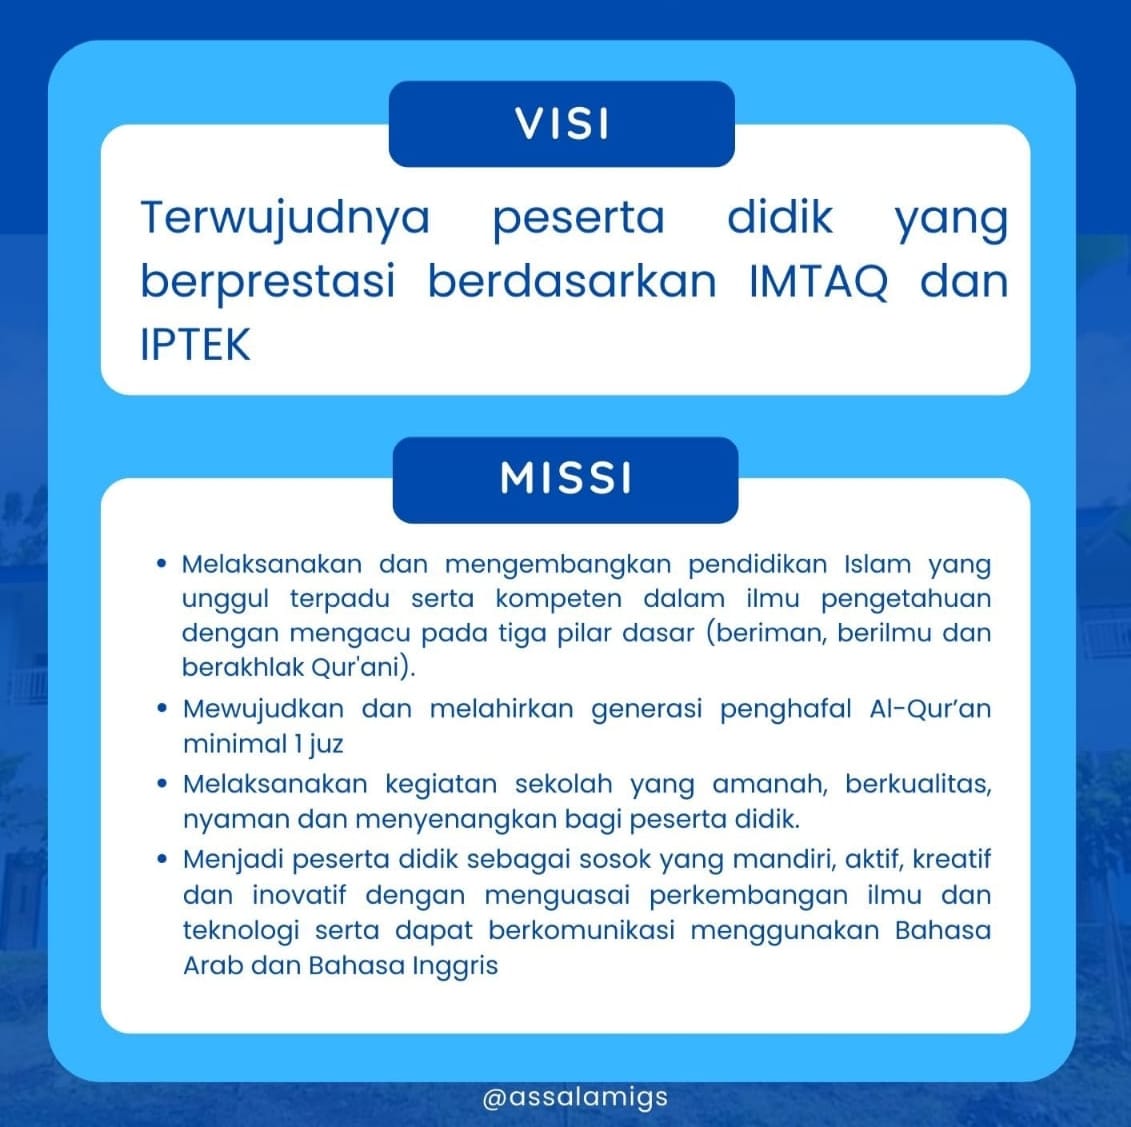 VISI
Terwujudnya peserta didik yang
berprestasi berdasarkan IMTAQ dan
IPTEK
MISSI
• Melaksanakan dan mengembangkan pendidikan Islam yang
unggul terpadu serta kompeten dalam ilmu pengetahuan
dengan mengacu pada tiga pilar dasar (beriman, berilmu dan
berakhlak Qur'ani).
• Mewujudkan dan melahirkan generasi penghafal Al-Qur’an
minimal 1 juz
• Melaksanakan kegiatan sekolah yang amanah, berkualitas,
nyaman dan menyenangkan bagi peserta didik.
• Menjadi peserta didik sebagai sosok yang mandiri, aktif, kreatif
dan inovatif dengan menguasai perkembangan ilmu dan
teknologi serta dapat berkomunikasi menggunakan Bahasa
Arab dan Bahasa Inggris
@assalamigs